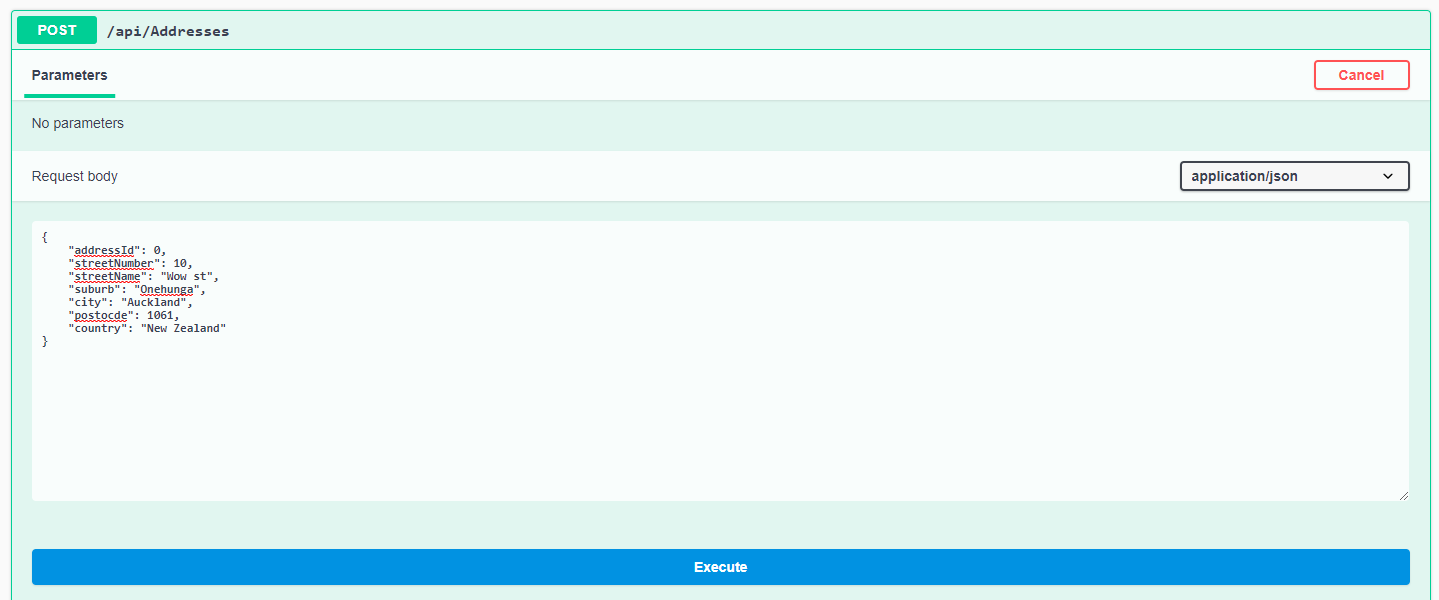 POST /api/Addresses
Parameters
Cancel
No parameters
Request body
application/json
{
    "addressId": 0,
    "streetNumber": 10,
    "streetName": "Wow st",
    "suburb": "Onehunga",
    "city": "Auckland",
    "postocde": 1061,
    "country": "New Zealand"
}
Execute